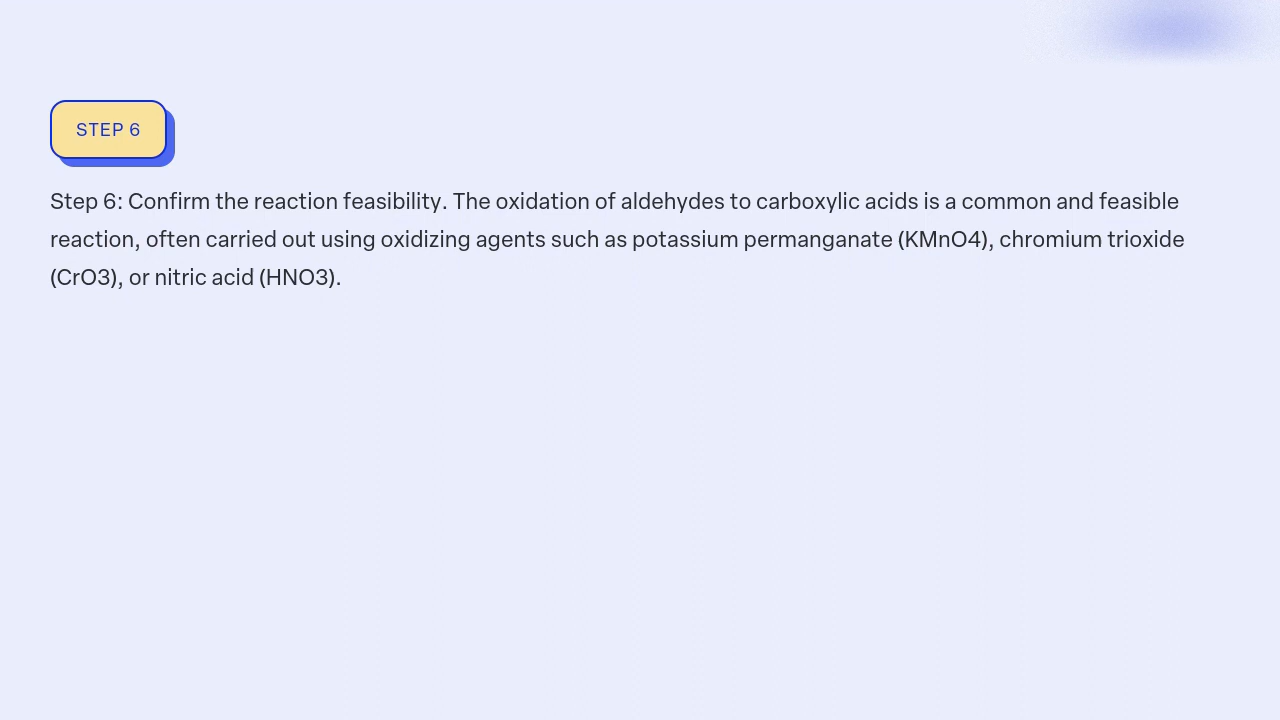 STEP 6
Step 6: Confirm the reaction feasibility. The oxidation of aldehydes to carboxylic acids is a common and feasible
reaction, often carried out using oxidizing agents such as potassium permanganate (KMnO4), chromium trioxide
(CrO3), or nitric acid (HNO3).